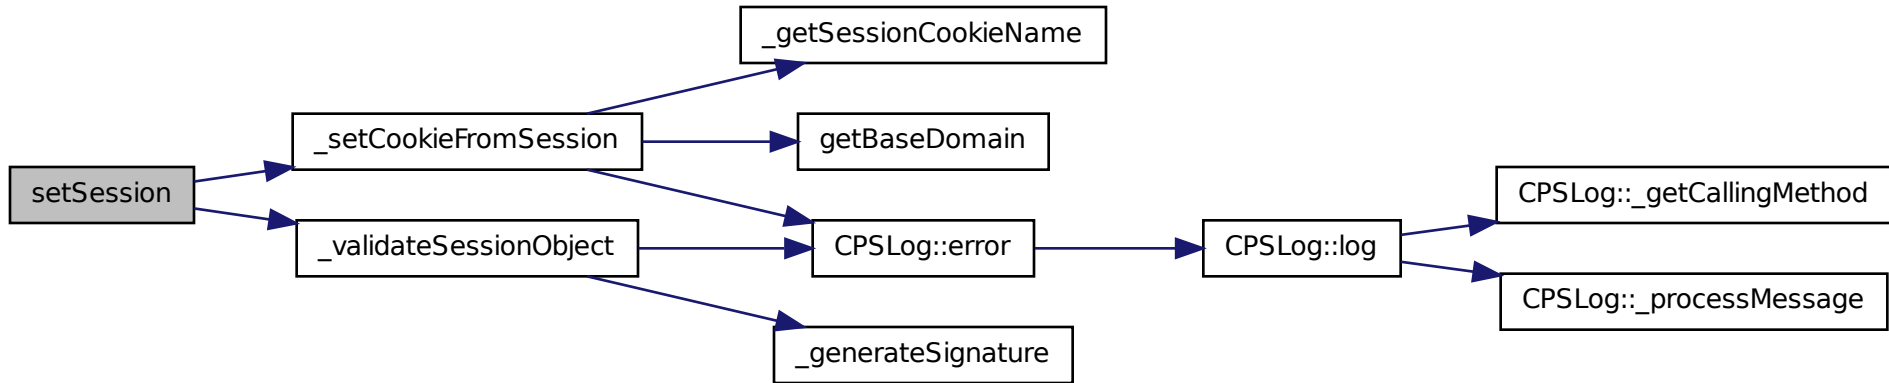 setSession
_setCookieFromSession
_validateSessionObject
_getSessionCookieName
getBaseDomain
CPSLog::error
_generateSignature
CPSLog::log
CPSLog::_getCallingMethod
CPSLog::_processMessage